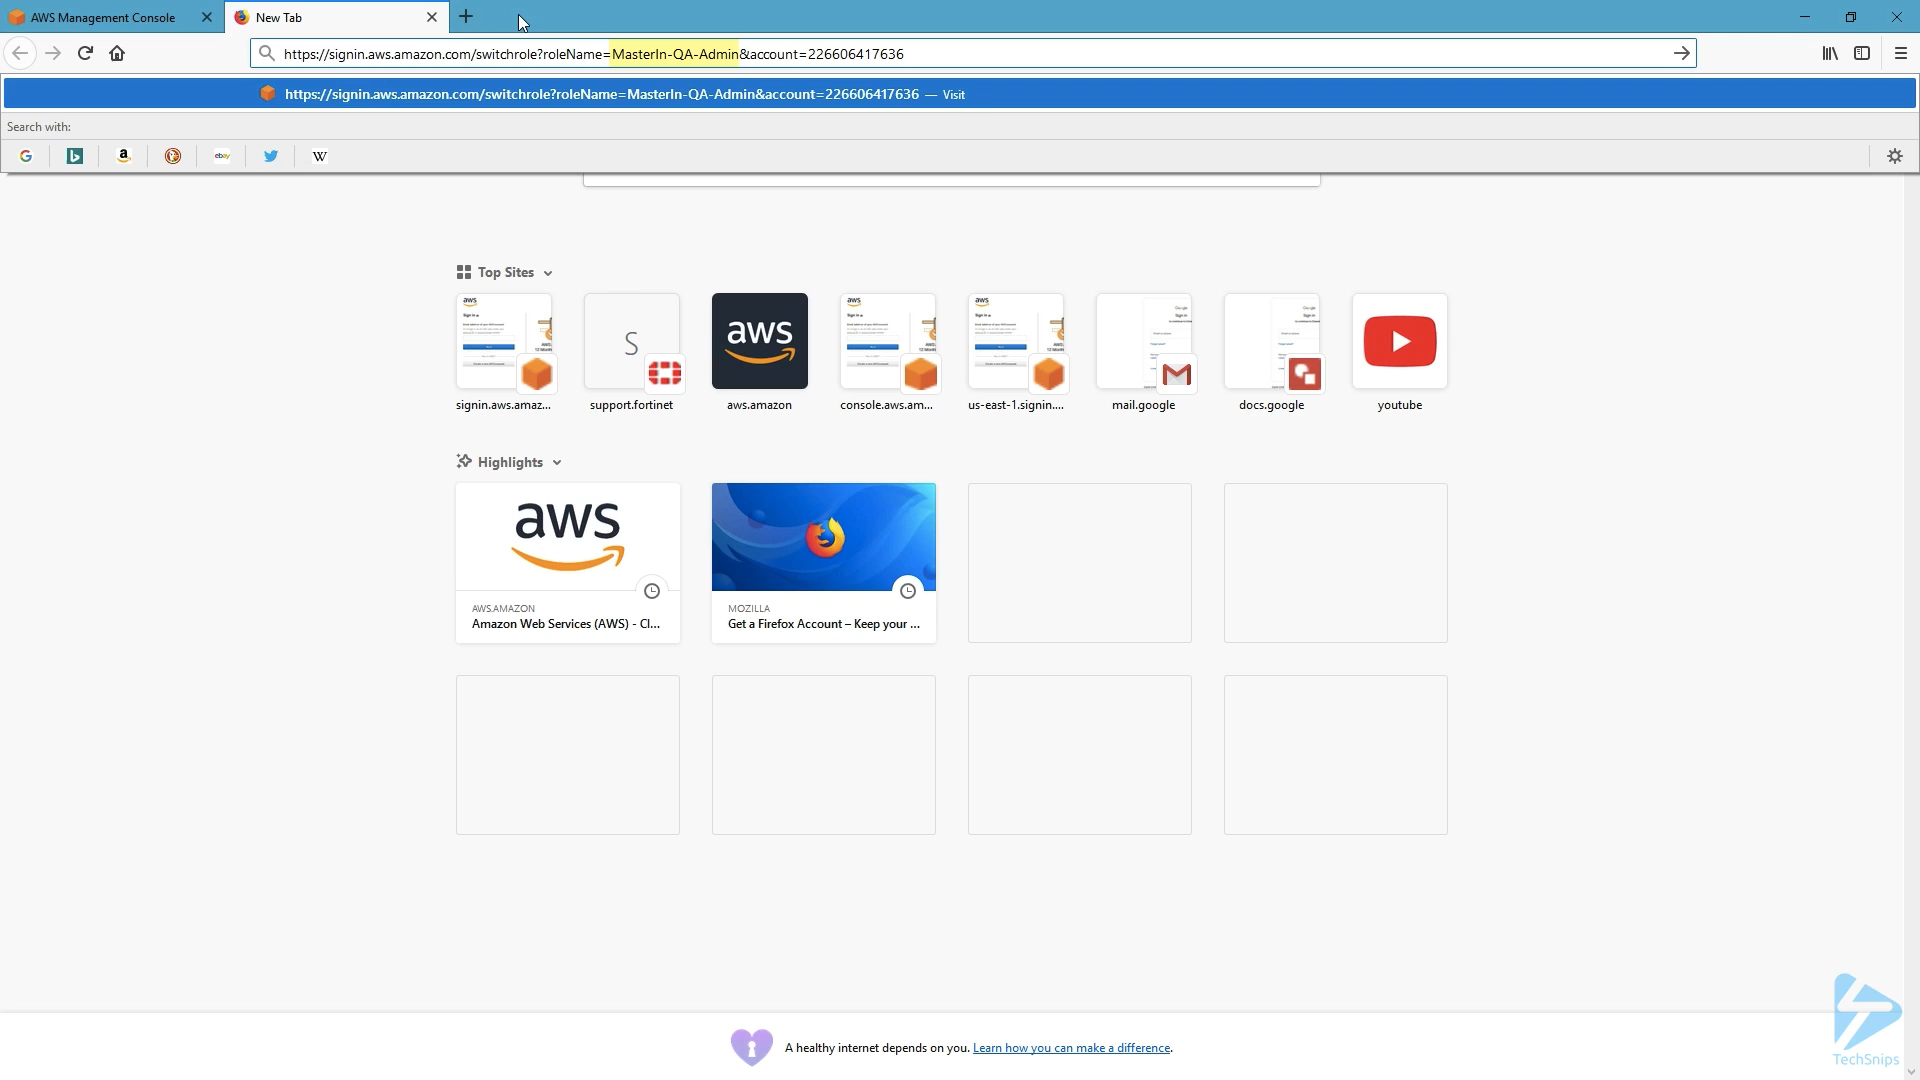 AWS Management Console
New Tab
https://signin.aws.amazon.com/switchrole?roleName=MasterIn-QA-Admin&account=226606417636
https://signin.aws.amazon.com/switchrole?roleName=MasterIn-QA-Admin&account=226606417636 — Visit
Search with:
G b a ebay W
Top Sites
aws
S
aws
aws
aws
signin.aws.amaz...
support.fortinet
aws.amazon
console.aws.am...
us-east-1.signin....
mail.google
docs.google
youtube
Highlights
aws
AWS.AMAZON
Amazon Web Services (AWS) - Cl...
MOZILLA
Get a Firefox Account – Keep your ...
A healthy internet depends on you. Learn how you can make a difference.
TechSnips